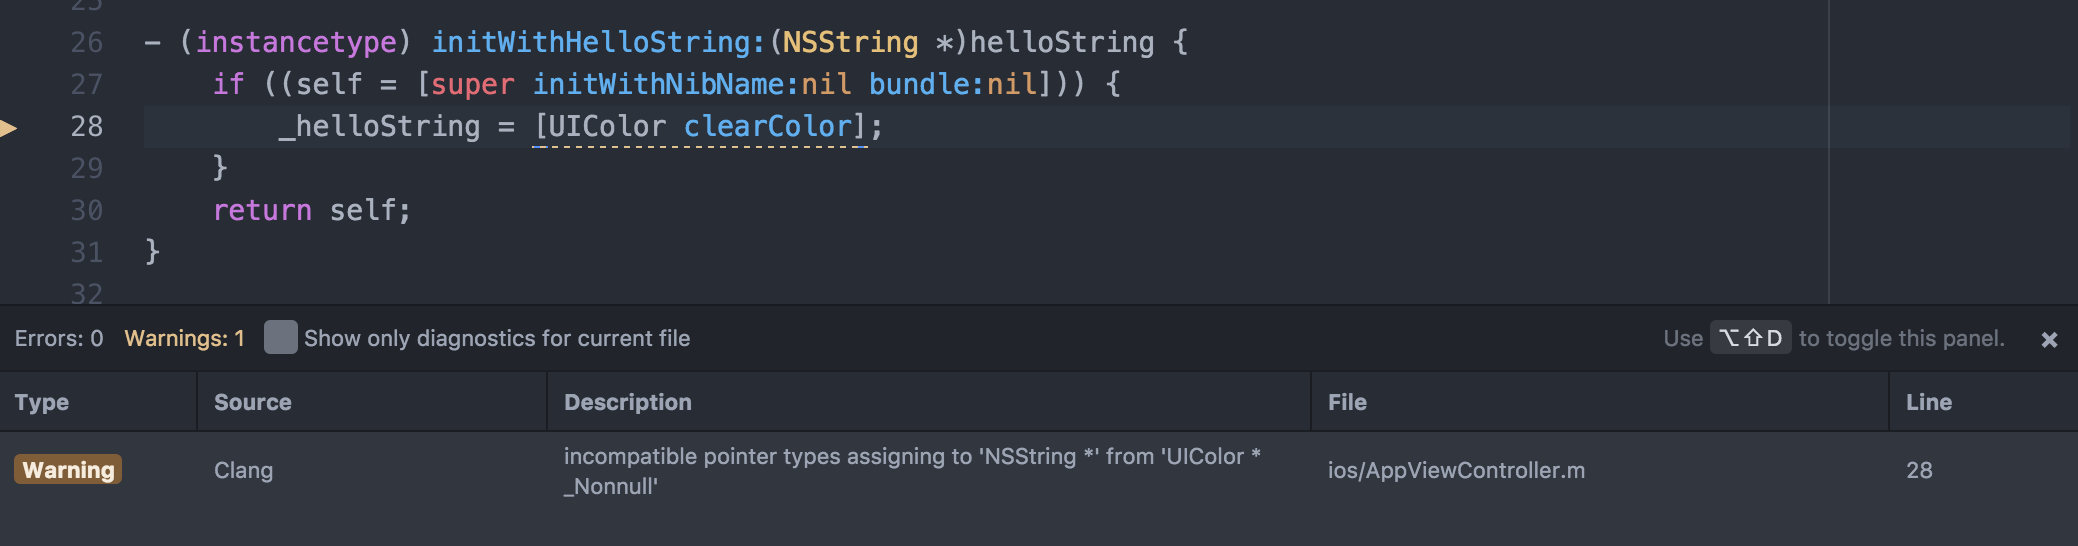 25
26 - (instancetype) initWithHelloString:(NSString *)helloString {
27 if ((self = [super initWithNibName:nil bundle:nil])) {
28 _helloString = [UIColor clearColor];
29 }
30 return self;
31 }
32
Errors: 0 Warnings: 1 Show only diagnostics for current file Use ⌥⇧D to toggle this panel. ×
Type Source Description File Line
Warning Clang incompatible pointer types assigning to 'NSString *' from 'UIColor * ios/AppViewController.m 28
_Nonnull'